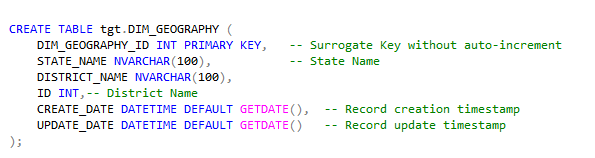 CREATE TABLE tgt.DIM_GEOGRAPHY (
    DIM_GEOGRAPHY_ID INT PRIMARY KEY,   -- Surrogate Key without auto-increment
    STATE_NAME NVARCHAR(100),           -- State Name
    DISTRICT_NAME NVARCHAR(100),
    ID INT,-- District Name
    CREATE_DATE DATETIME DEFAULT GETDATE(),  -- Record creation timestamp
    UPDATE_DATE DATETIME DEFAULT GETDATE()   -- Record update timestamp
);